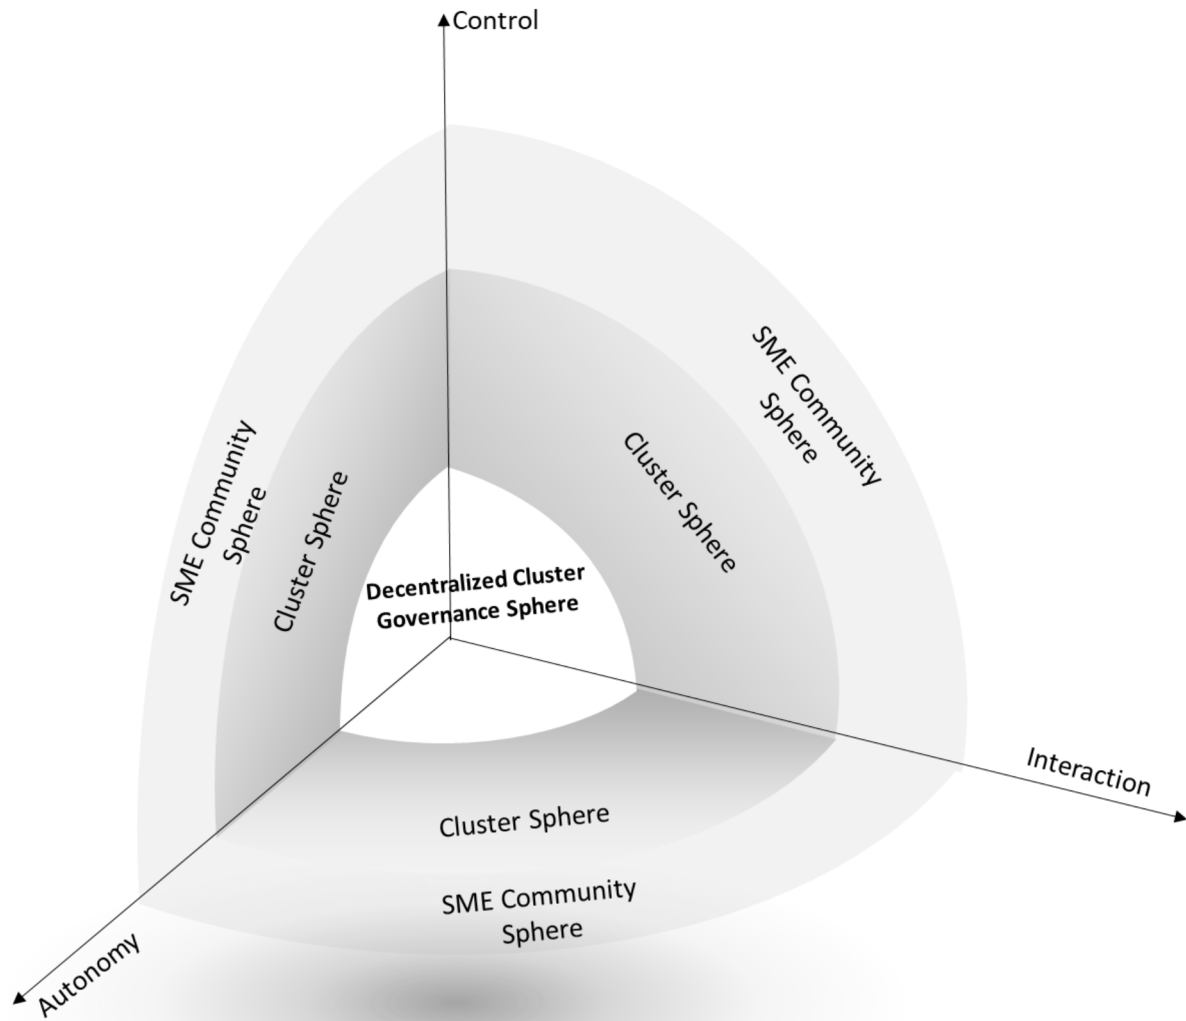 Control
SME Community
Sphere
Cluster Sphere
SME Community
Sphere
Cluster Sphere
Decentralized Cluster
Governance Sphere
Interaction
Cluster Sphere
SME Community
Sphere
Autonomy